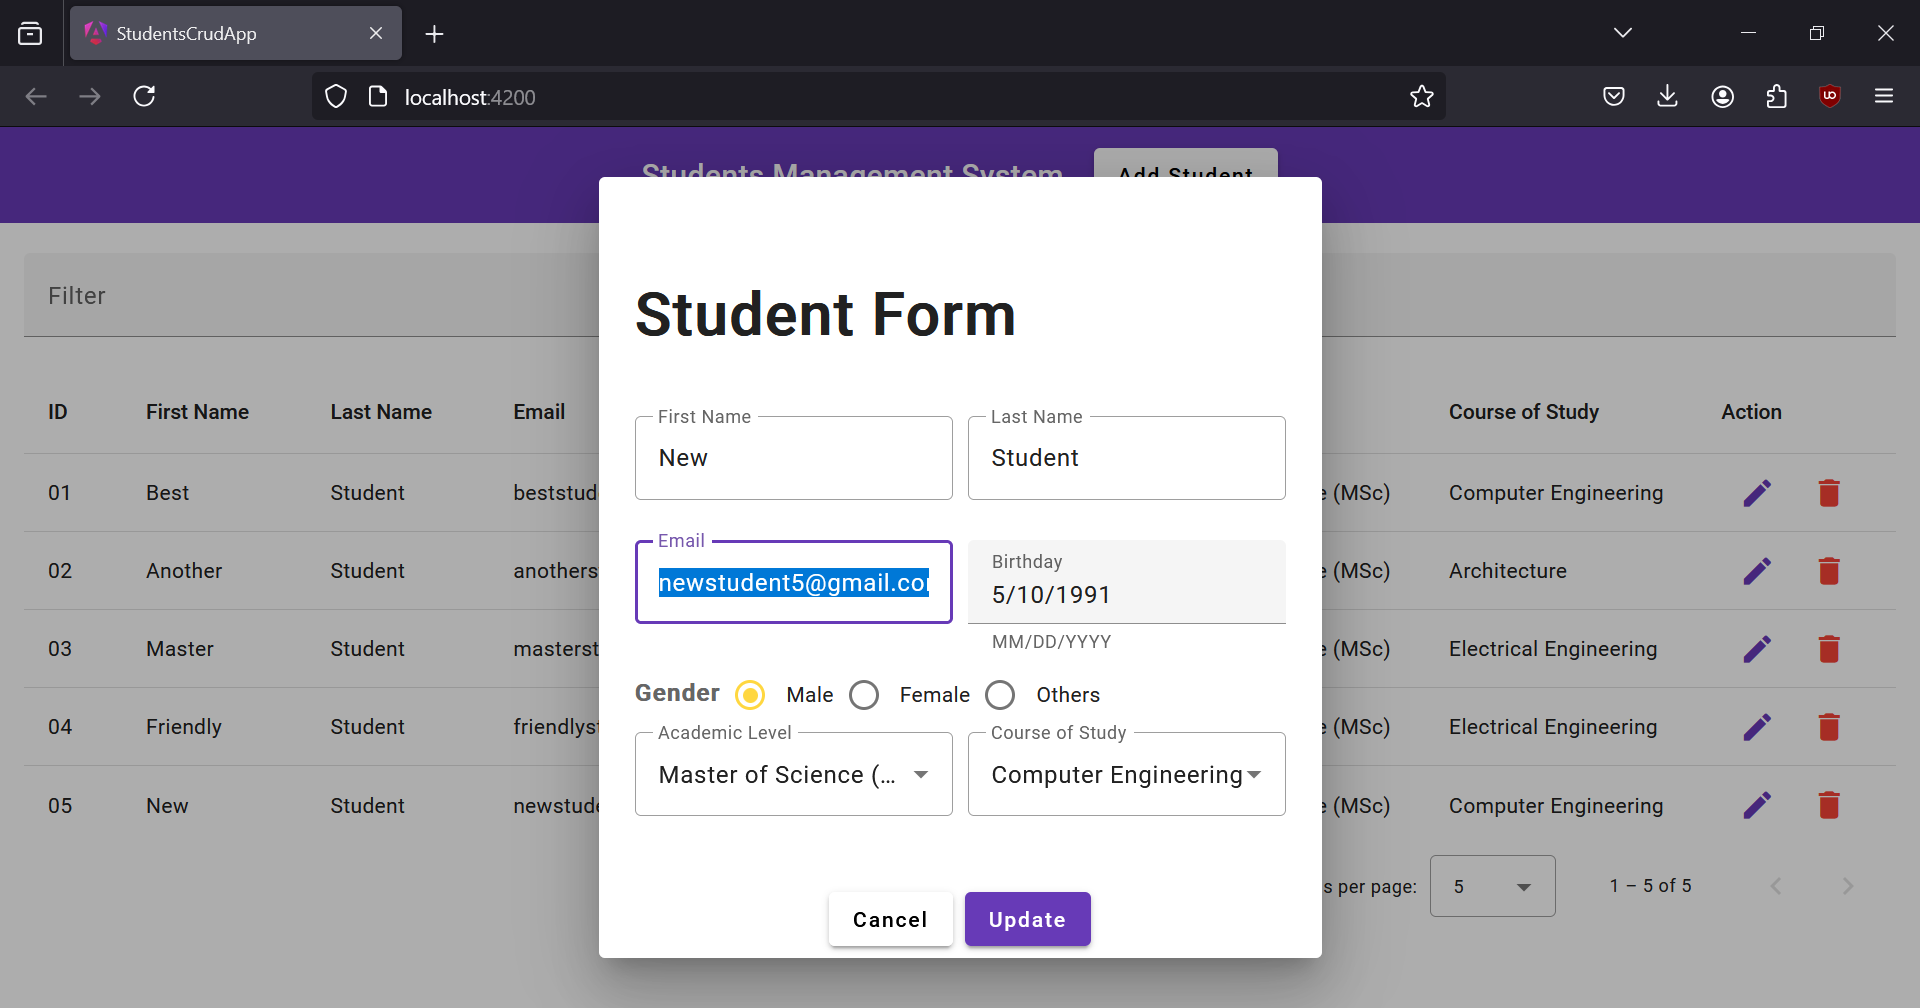 StudentsCrudApp
localhost:4200
Students Management System Add Student
Filter
ID First Name Last Name Email Course of Study Action
01 Best Student beststud (MSc) Computer Engineering
02 Another Student anothers (MSc) Architecture
03 Master Student masterst (MSc) Electrical Engineering
04 Friendly Student friendlyst (MSc) Electrical Engineering
05 New Student newstude (MSc) Computer Engineering
s per page: 5 1 – 5 of 5
Student Form
First Name Last Name
New Student
Email Birthday
newstudent5@gmail.co 5/10/1991
MM/DD/YYYY
Gender Male Female Others
Academic Level Course of Study
Master of Science (... Computer Engineering
Cancel Update